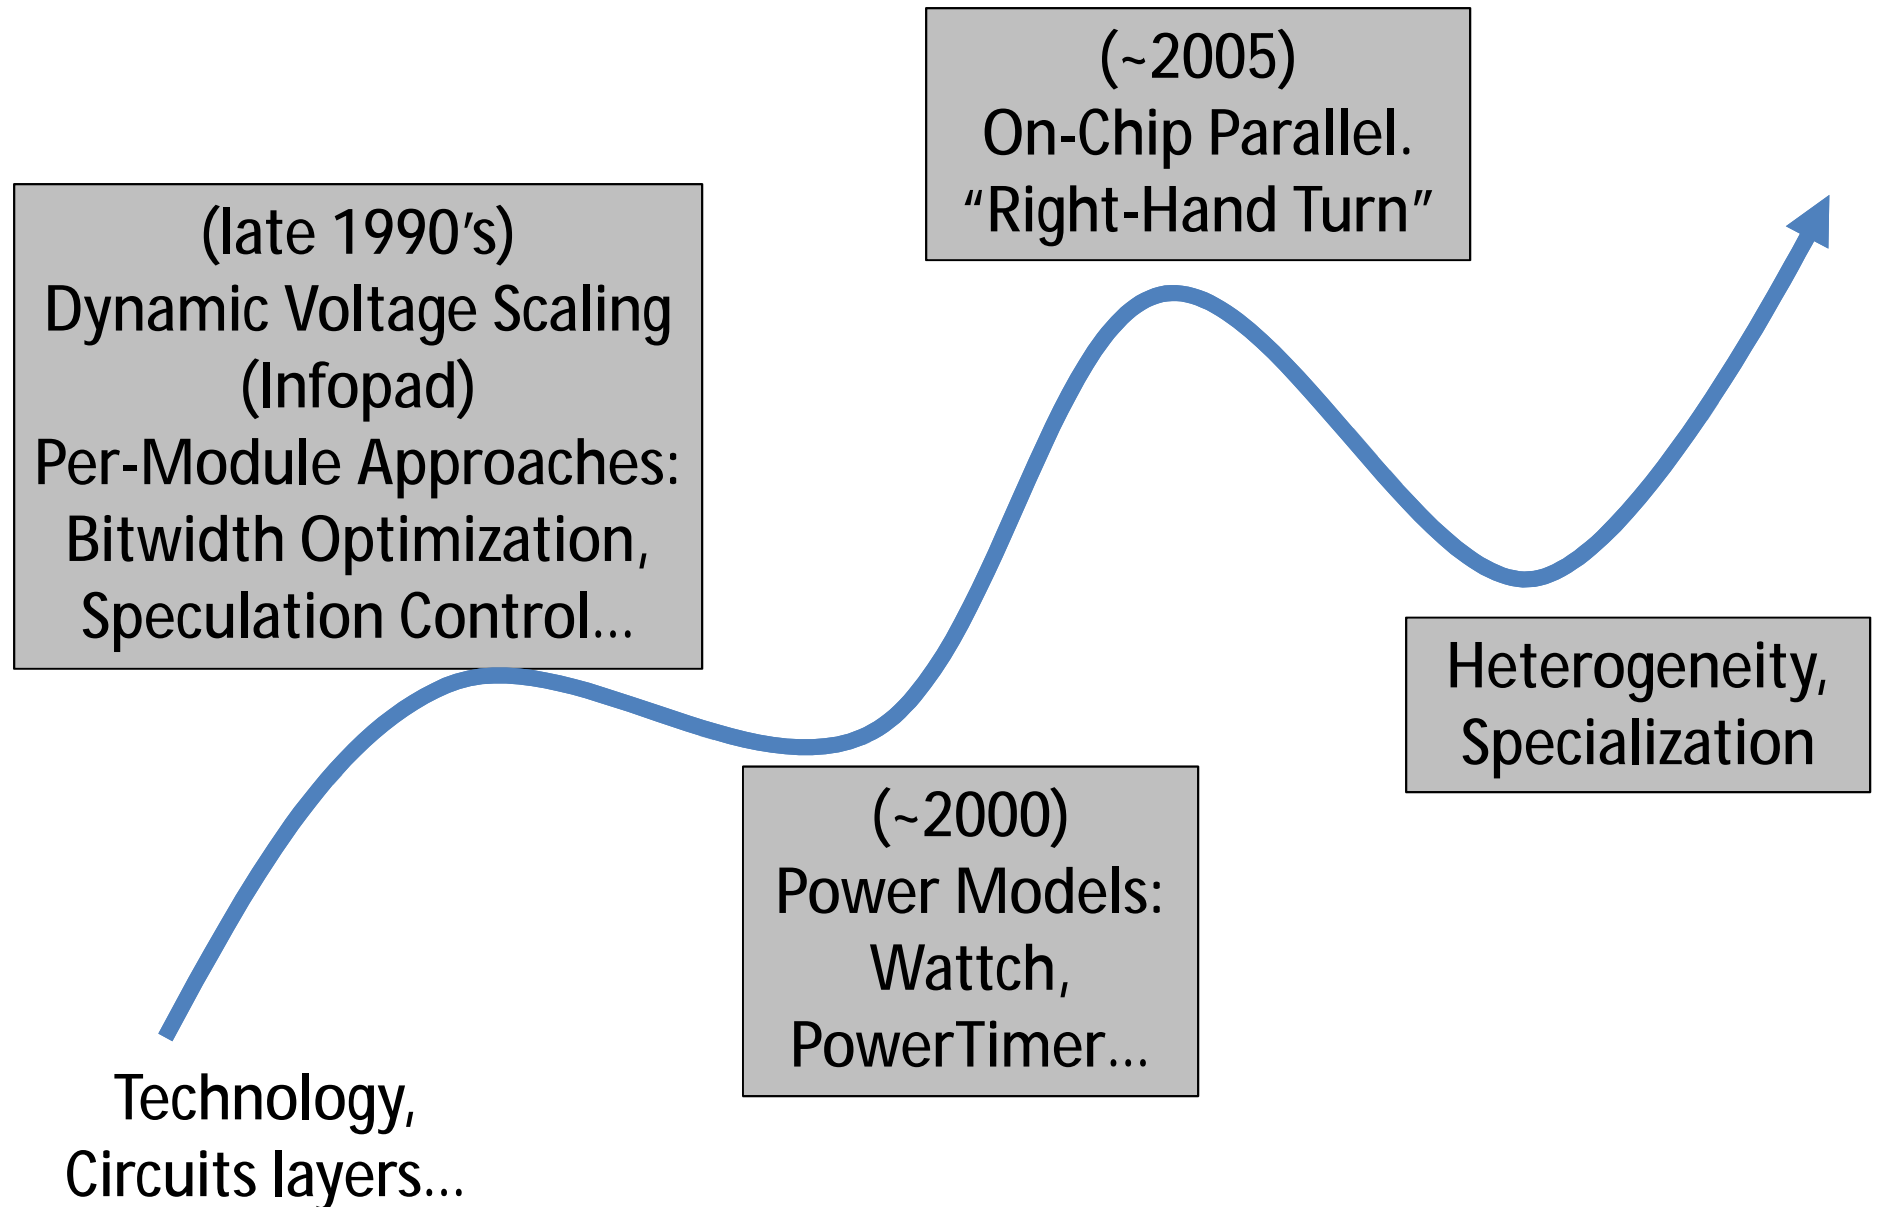 (late 1990's)
Dynamic Voltage Scaling
(Infopad)
Per-Module Approaches:
Bitwidth Optimization,
Speculation Control...
(~2005)
On-Chip Parallel.
“Right-Hand Turn”
Technology,
Circuits layers...
(~2000)
Power Models:
Wattch,
PowerTimer...
Heterogeneity,
Specialization